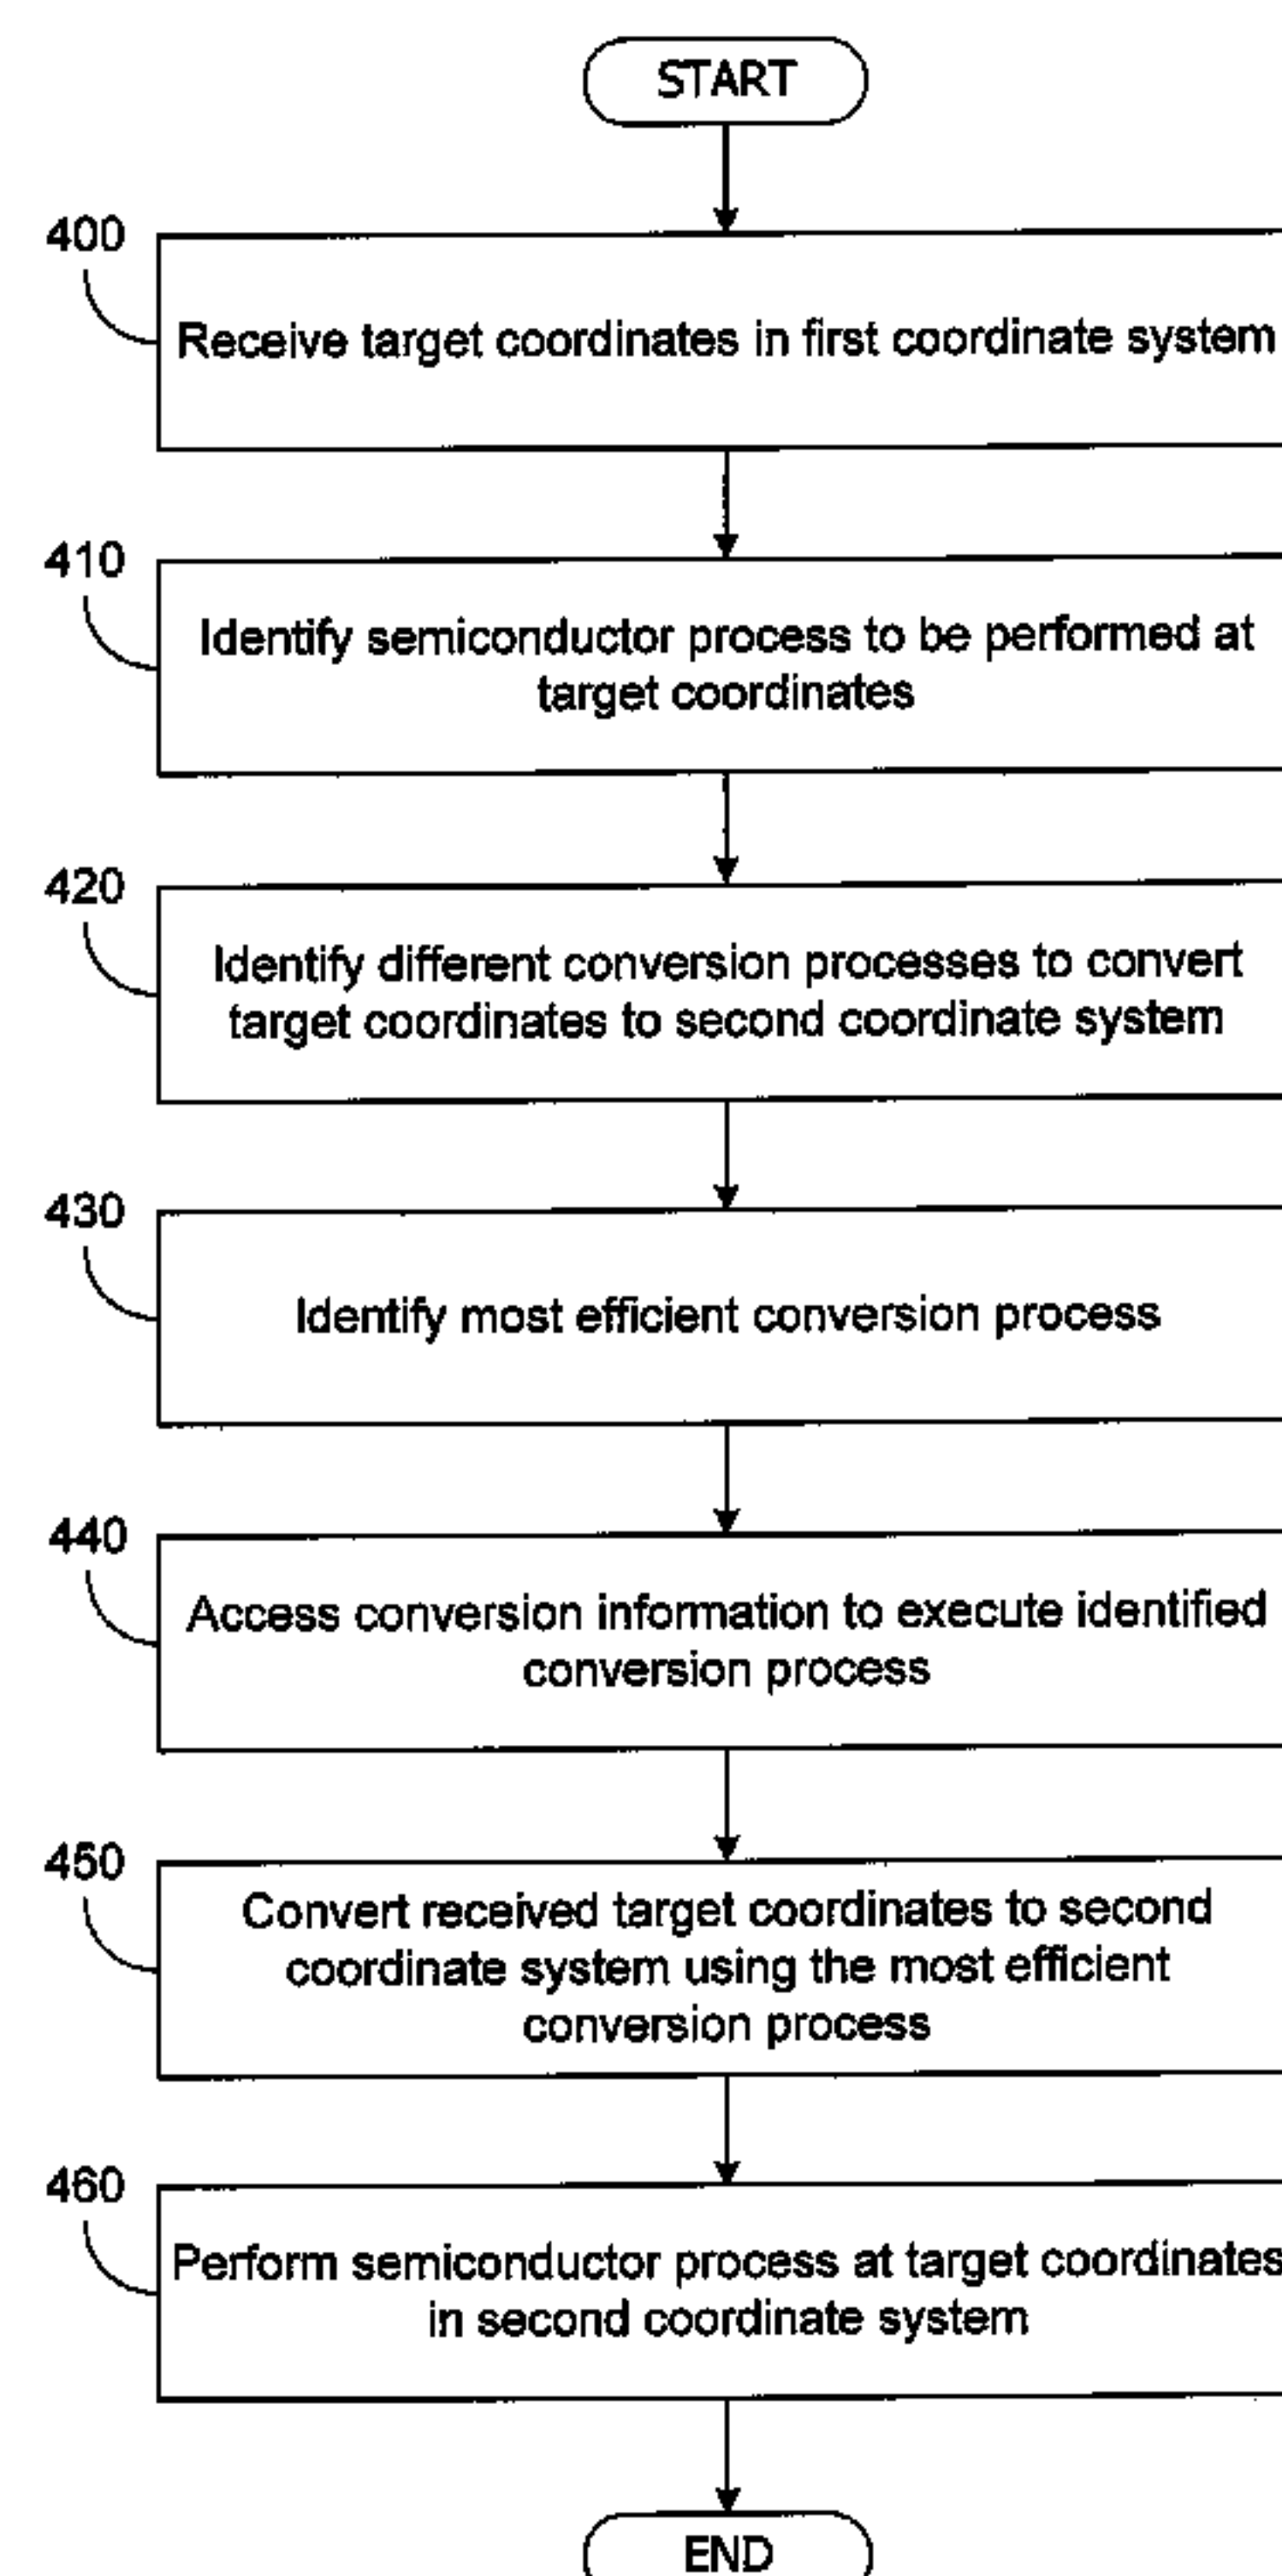 START
400
Receive target coordinates in first coordinate system
410
Identify semiconductor process to be performed at
target coordinates
420
Identify different conversion processes to convert
target coordinates to second coordinate system
430
Identify most efficient conversion process
440
Access conversion information to execute identified
conversion process
450
Convert received target coordinates to second
coordinate system using the most efficient
conversion process
460
Perform semiconductor process at target coordinates
in second coordinate system
END